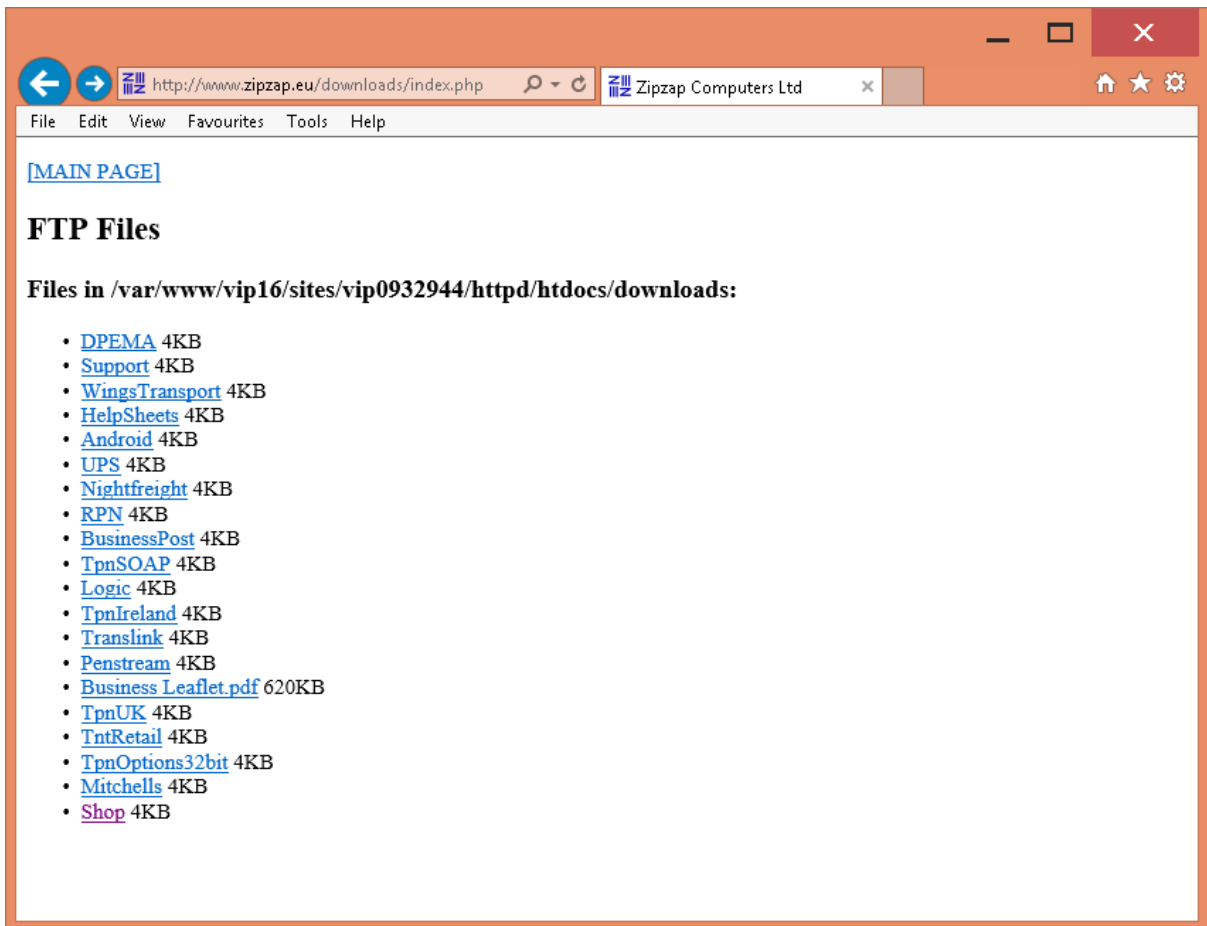 http://www.zipzap.eu/downloads/index.php
Zipzap Computers Ltd
File Edit View Favourites Tools Help
[MAIN PAGE]
FTP Files
Files in /var/www/vip16/sites/vip0932944/httpd/htdocs/downloads:
• DPEMA 4KB
• Support 4KB
• WingsTransport 4KB
• HelpSheets 4KB
• Android 4KB
• UPS 4KB
• Nightfreight 4KB
• RPN 4KB
• BusinessPost 4KB
• TpnSOAP 4KB
• Logic 4KB
• TpnIreland 4KB
• Translink 4KB
• Penstream 4KB
• Business Leaflet.pdf 620KB
• TpnUK 4KB
• TntRetail 4KB
• TpnOptions32bit 4KB
• Mitchells 4KB
• Shop 4KB